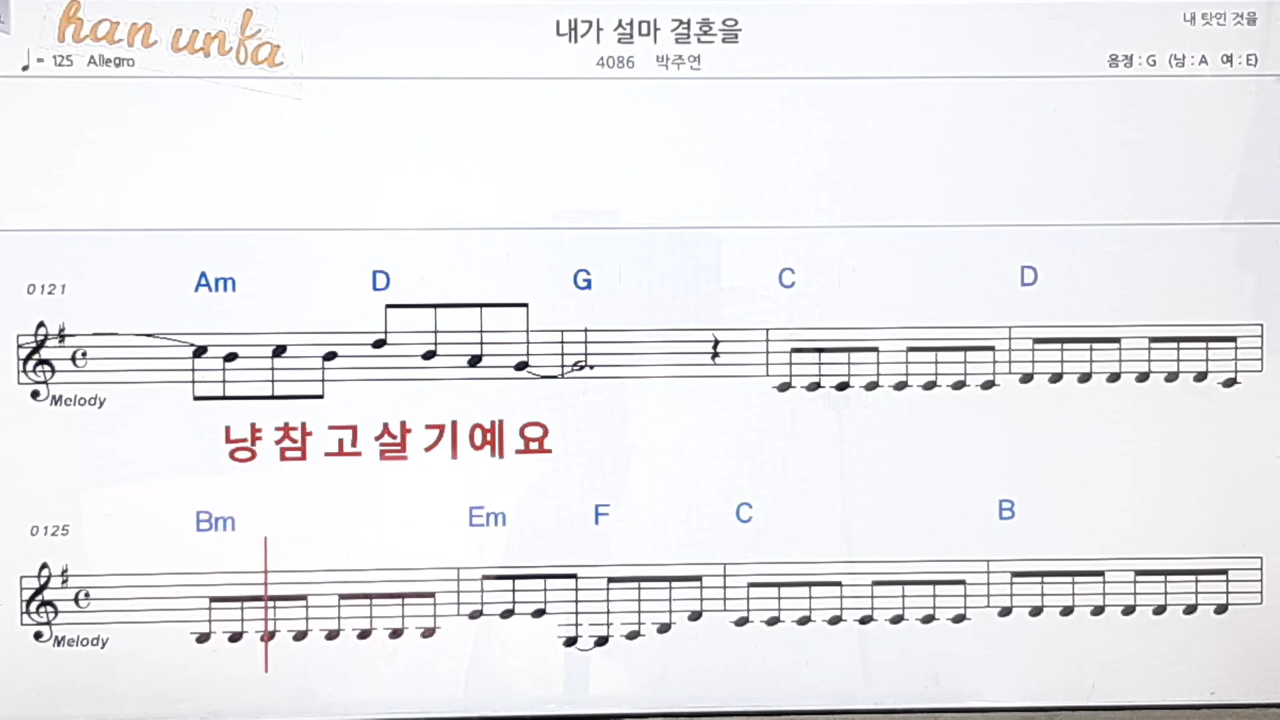 han unfa
내가 설마 결혼을
내 탓인 것을
♩= 125 Allegro
4086 박주연
음정 : G (남 : A 여 : E)
0121 Am D G C D
Melody
냥 참 고 살 기 예 요
0125 Bm Em F C B
Melody